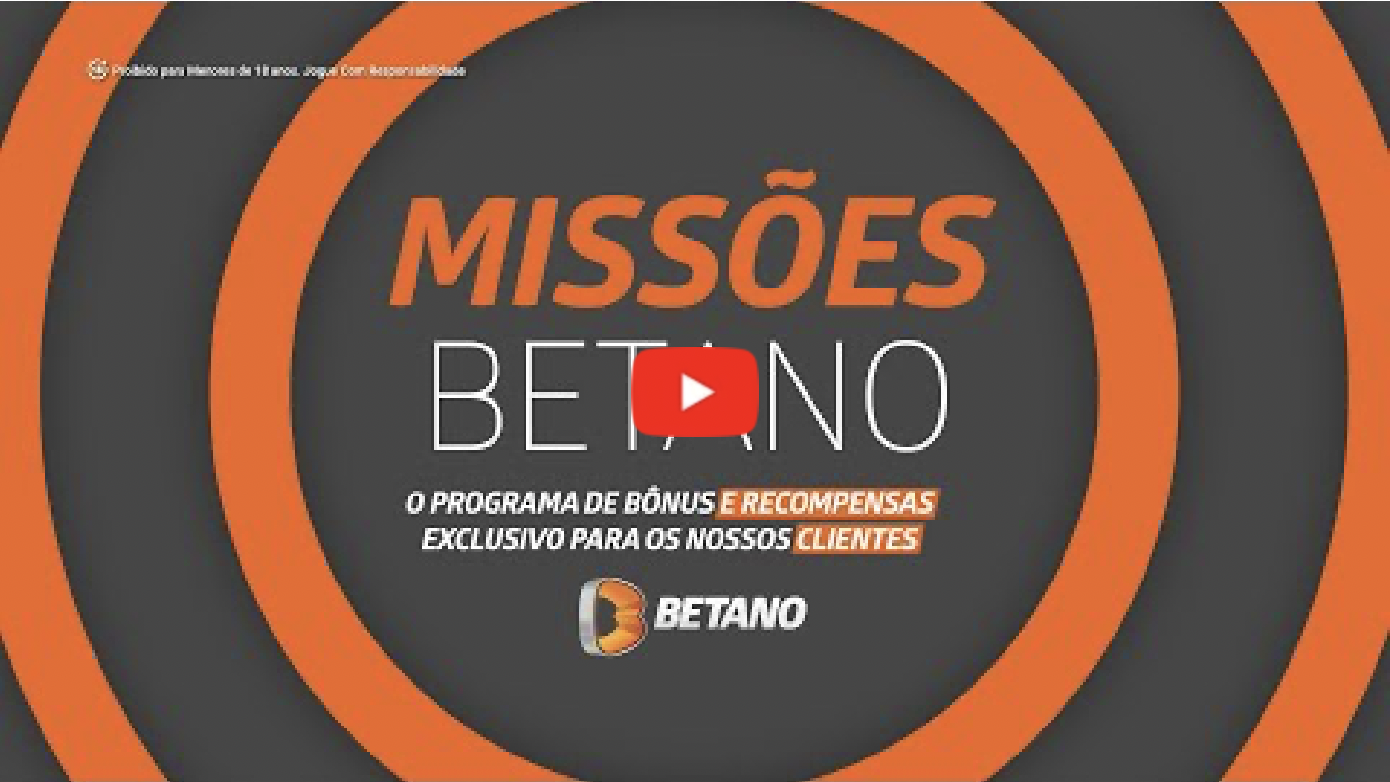 Proibido para Menores de 18 anos. Jogue Com Responsabilidade
MISSÕES
BETANO
O PROGRAMA DE BÔNUS E RECOMPENSAS
EXCLUSIVO PARA OS NOSSOS CLIENTES
BETANO